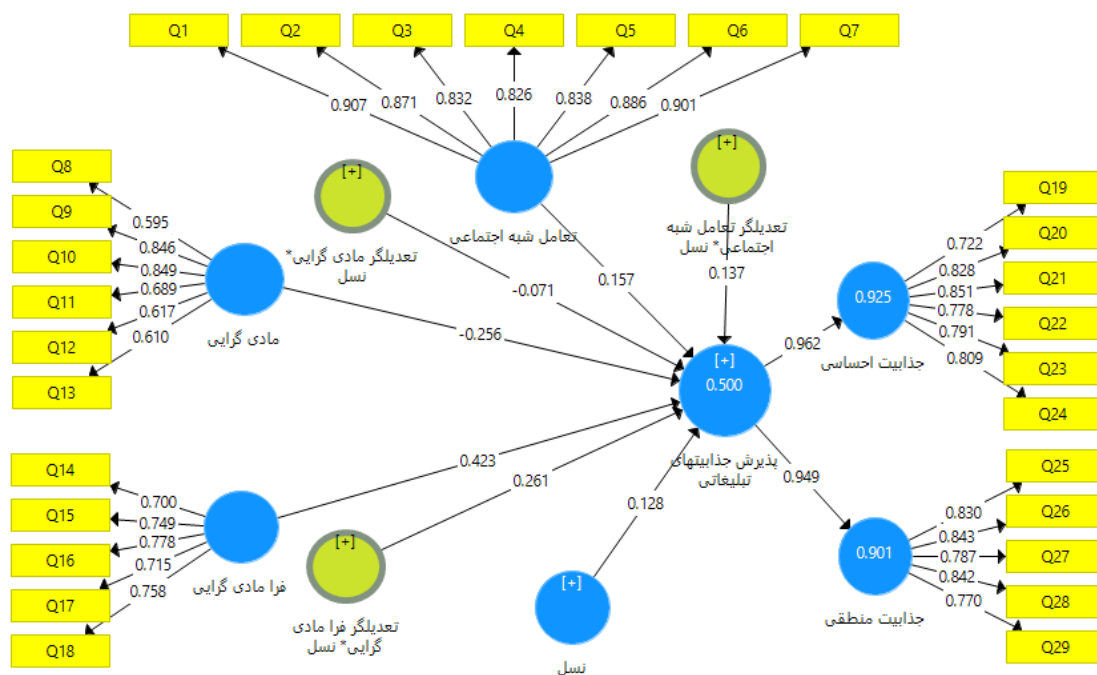 Q1
Q2
Q3
Q4
Q5
Q6
Q7
0.907
0.871
0.832
0.826
0.838
0.886
0.901
[+]
[+]
Q8
Q9
Q10
Q11
Q12
Q13
0.595
0.846
0.849
0.689
0.617
0.610
مادی گرایی
تعدیلگر مادی گرایی*
نسل
تعامل شبه اجتماعی
تعدیلگر تعامل شبه
اجتماعی* نسل
-0.071
0.157
0.137
-0.256
Q19
Q20
Q21
Q22
Q23
Q24
0.722
0.828
0.851
0.778
0.791
0.809
0.925
جذابیت احساسی
0.962
[+]
0.500
پذیرش جذابیتهای
تبلیغاتی
0.949
Q14
Q15
Q16
Q17
Q18
0.700
0.749
0.778
0.715
0.758
فرا مادی گرایی
0.423
0.261
0.128
[+]
تعدیلگر فرا مادی
گرایی* نسل
[+]
نسل
Q25
Q26
Q27
Q28
Q29
0.830
0.843
0.787
0.842
0.770
0.901
جذابیت منطقی